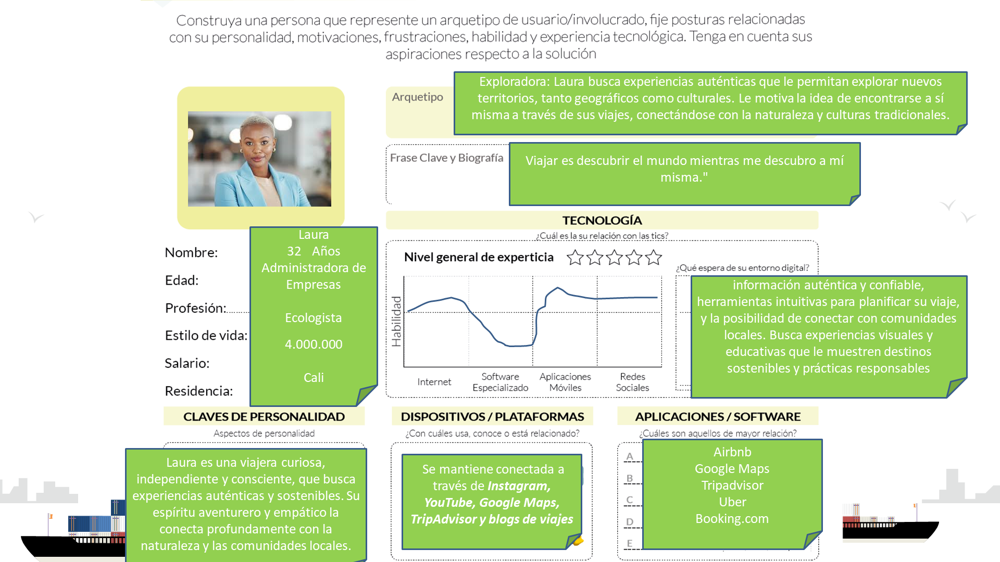 Construya una persona que represente un arquetipo de usuario/involucrado, fije posturas relacionadas
con su personalidad, motivaciones, frustraciones, habilidad y experiencia tecnológica. Tenga en cuenta sus
aspiraciones respecto a la solución
Arquetipo
Exploradora: Laura busca experiencias auténticas que le permitan explorar nuevos
territorios, tanto geográficos como culturales. Le motiva la idea de encontrarse a sí
misma a través de sus viajes, conectándose con la naturaleza y culturas tradicionales.
Frase Clave y Biografía
Viajar es descubrir el mundo mientras me descubro a mí
misma."
Nombre:
Edad:
Profesión:
Estilo de vida:
Salario:
Residencia:
Laura
32 Años
Administradora de
Empresas
Ecologista
4.000.000
Cali
TECNOLOGÍA
¿Cuál es la su relación con las tics?
Nivel general de experticia
Habilidad
Internet
Software
Especializado
Aplicaciones
Móviles
Redes
Sociales
¿Qué espera de su entorno digital?
información auténtica y confiable,
herramientas intuitivas para planificar su viaje,
y la posibilidad de conectar con comunidades
locales. Busca experiencias visuales y
educativas que le muestren destinos
sostenibles y prácticas responsables
CLAVES DE PERSONALIDAD
Aspectos de personalidad
Laura es una viajera curiosa,
independiente y consciente, que busca
experiencias auténticas y sostenibles. Su
espíritu aventurero y empático la
conecta profundamente con la
naturaleza y las comunidades locales.
DISPOSITIVOS / PLATAFORMAS
¿Con cuáles usa, conoce o está relacionado?
Se mantiene conectada a
través de Instagram,
YouTube, Google Maps,
TripAdvisor y blogs de viajes
APLICACIONES / SOFTWARE
¿Cuáles son aquellos de mayor relación?
A
B
C
D
E
Airbnb
Google Maps
Tripadvisor
Uber
Booking.com